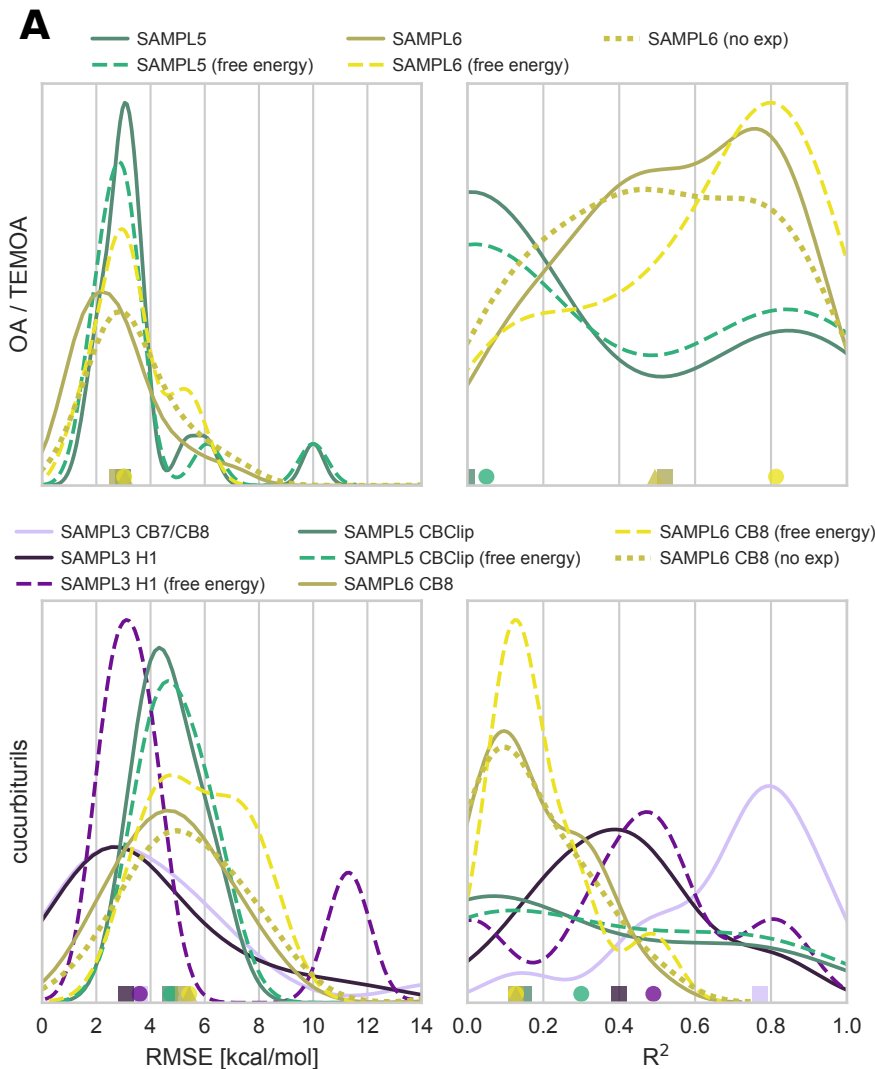 A
SAMPL5 SAMPL6 SAMPL6 (no exp)
SAMPL5 (free energy) SAMPL6 (free energy)
OA / TEMOA
SAMPL3 CB7/CB8 SAMPL5 CBClip SAMPL6 CB8 (free energy)
SAMPL3 H1 SAMPL5 CBClip (free energy) SAMPL6 CB8 (no exp)
SAMPL3 H1 (free energy) SAMPL6 CB8
cucurbiturils
0 2 4 6 8 10 12 14 0.0 0.2 0.4 0.6 0.8 1.0
RMSE [kcal/mol] R²